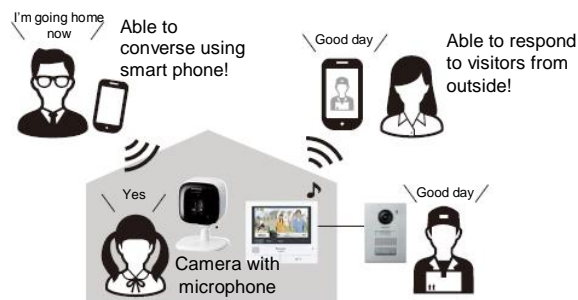 I'm going home
now
Able to
converse using
smart phone!
Good day
Able to respond
to visitors from
outside!
Yes
Good day
Camera with
microphone